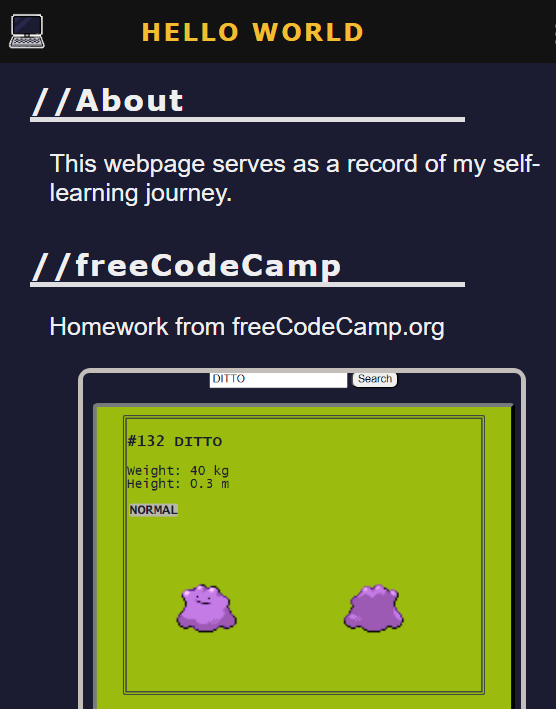 HELLO WORLD
//About
This webpage serves as a record of my self-
learning journey.
//freeCodeCamp
Homework from freeCodeCamp.org
DITTO Search
#132 DITTO
Weight: 40 kg
Height: 0.3 m
NORMAL